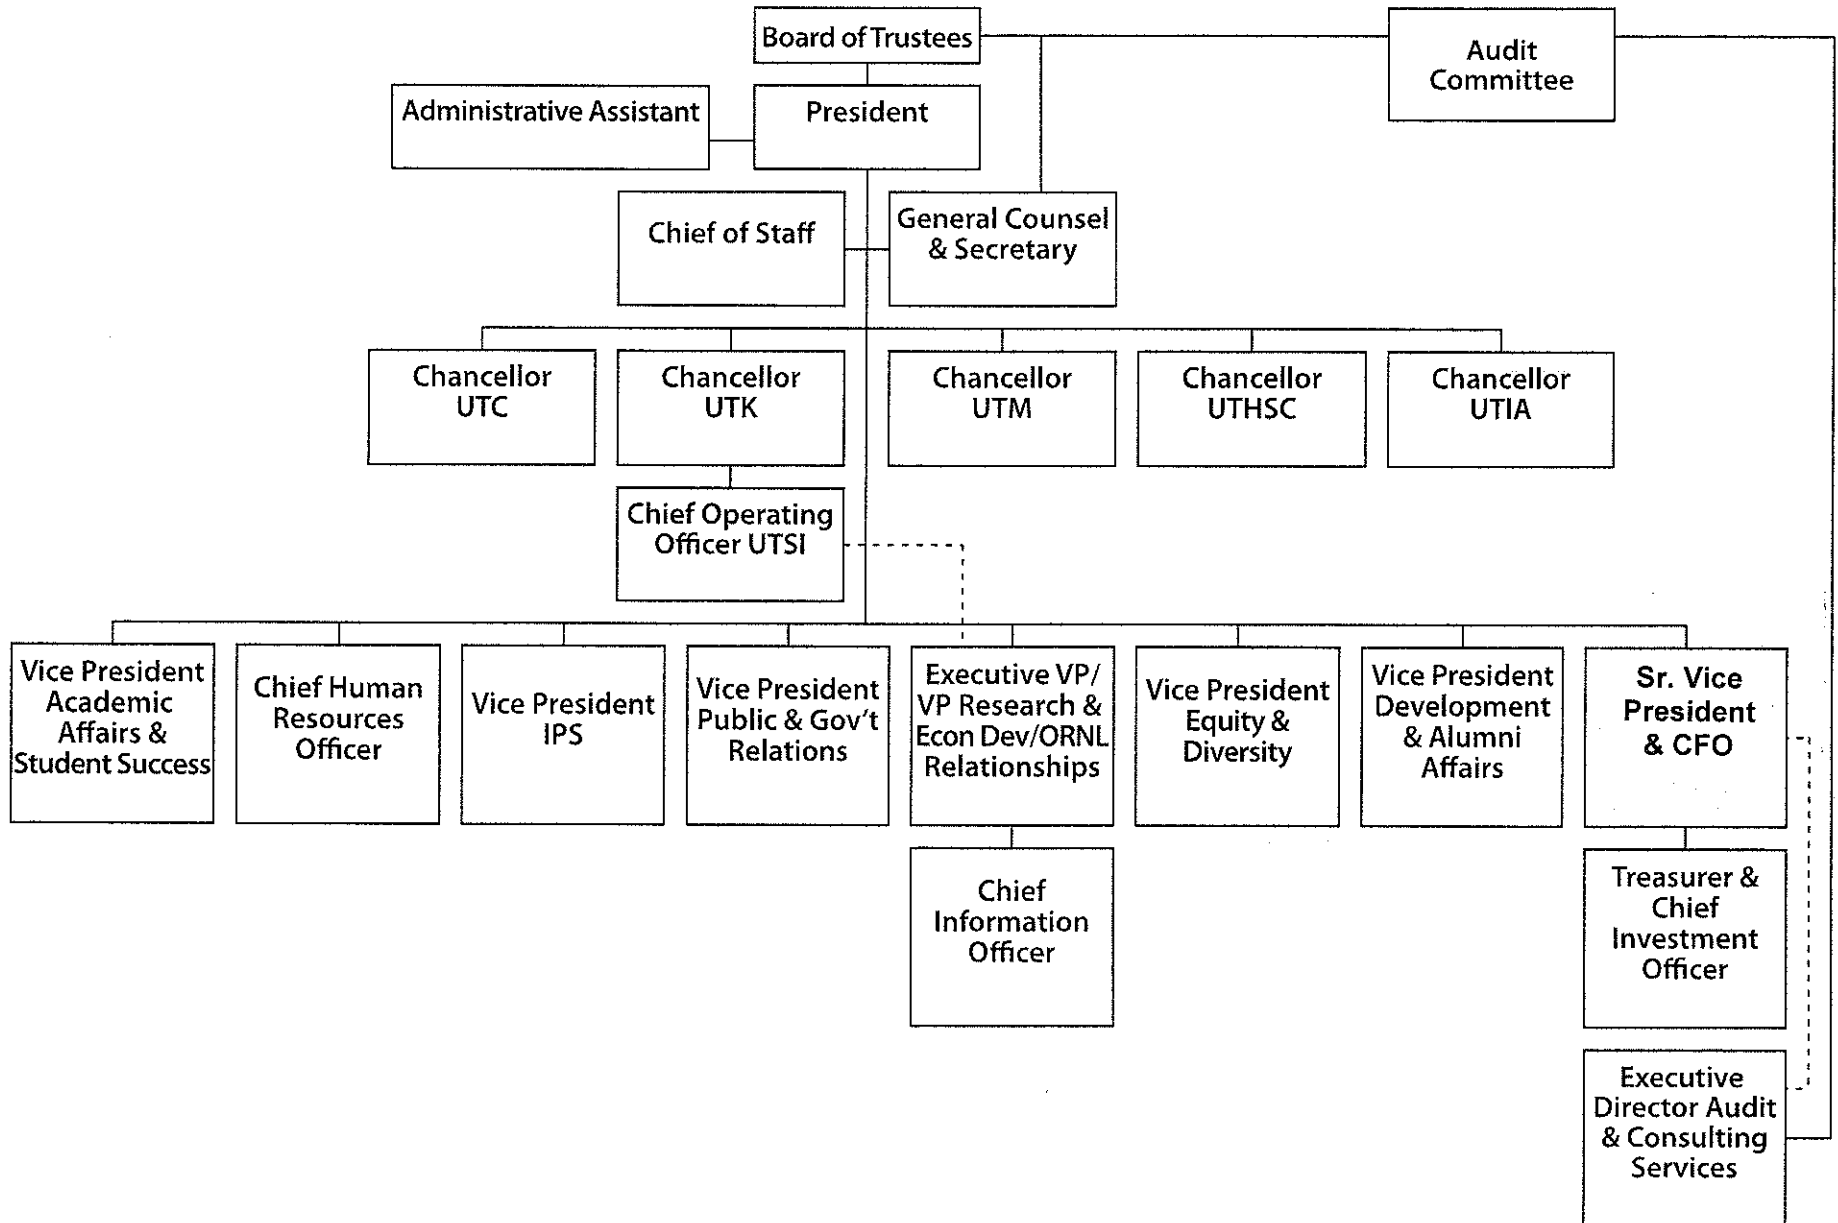 Board of Trustees
Audit
Committee
Administrative Assistant
President
Chief of Staff
General Counsel
& Secretary
Chancellor
UTC
Chancellor
UTK
Chancellor
UTM
Chancellor
UTHSC
Chancellor
UTIA
Chief Operating
Officer UTSI
Vice President
Academic
Affairs &
Student Success
Chief Human
Resources
Officer
Vice President
IPS
Vice President
Public & Gov't
Relations
Executive VP/
VP Research &
Econ Dev/ORNL
Relationships
Vice President
Equity &
Diversity
Vice President
Development
& Alumni
Affairs
Sr. Vice
President
& CFO
Chief
Information
Officer
Treasurer &
Chief
Investment
Officer
Executive
Director Audit
& Consulting
Services